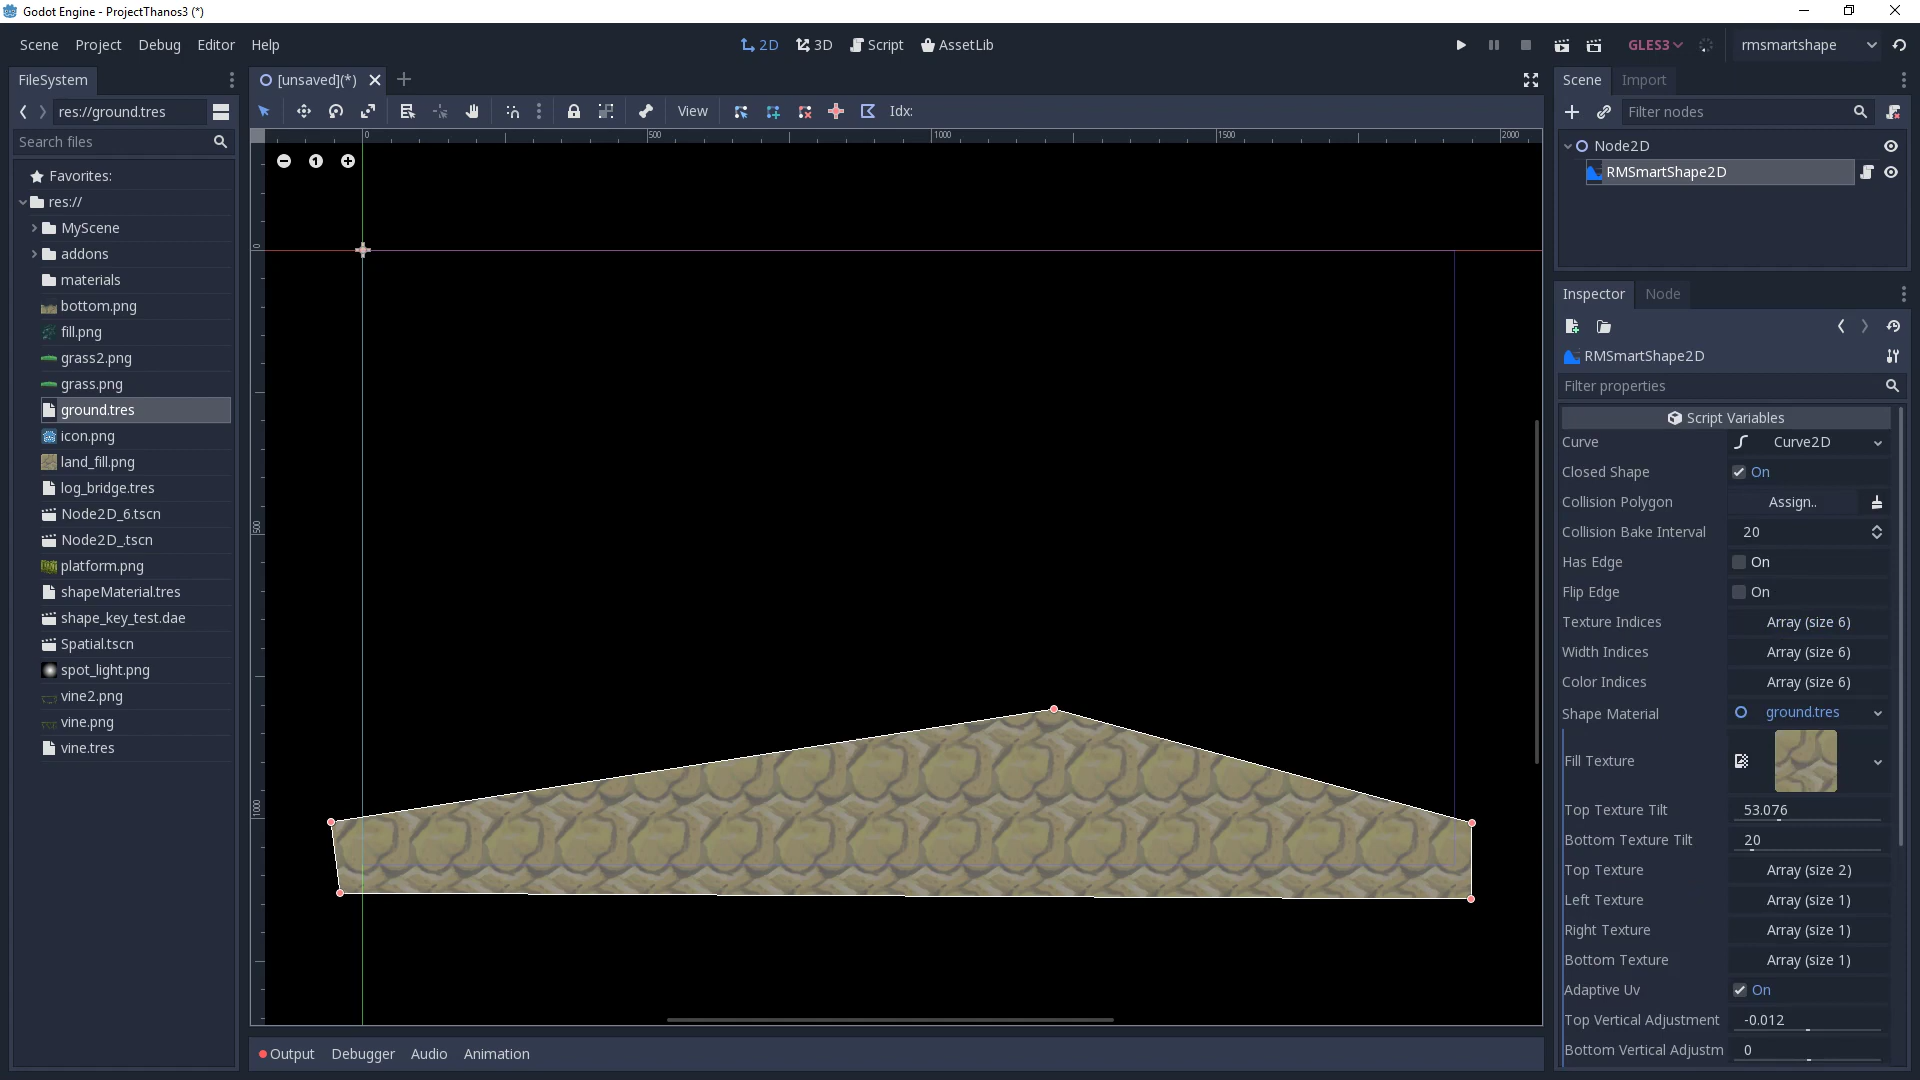 Godot Engine - ProjectThanos3 (*)
Scene Project Debug Editor Help
2D 3D Script AssetLib
GLES3 rmsmartshape
FileSystem
res://ground.tres
Search files
Favorites:
res://
MyScene
addons
materials
bottom.png
fill.png
grass2.png
grass.png
ground.tres
icon.png
land_fill.png
log_bridge.tres
Node2D_6.tscn
Node2D_.tscn
platform.png
shapeMaterial.tres
shape_key_test.dae
Spatial.tscn
spot_light.png
vine2.png
vine.png
vine.tres
[unsaved](*)
View Idx:
0 500 1000 1500 2000
1
0
500
1000
Output Debugger Audio Animation
Scene Import
Filter nodes
Node2D
RMSmartShape2D
Inspector Node
RMSmartShape2D
Filter properties
Script Variables
Curve Curve2D
Closed Shape On
Collision Polygon Assign..
Collision Bake Interval 20
Has Edge On
Flip Edge On
Texture Indices Array (size 6)
Width Indices Array (size 6)
Color Indices Array (size 6)
Shape Material ground.tres
Fill Texture
Top Texture Tilt 53.076
Bottom Texture Tilt 20
Top Texture Array (size 2)
Left Texture Array (size 1)
Right Texture Array (size 1)
Bottom Texture Array (size 1)
Adaptive Uv On
Top Vertical Adjustment -0.012
Bottom Vertical Adjustm 0